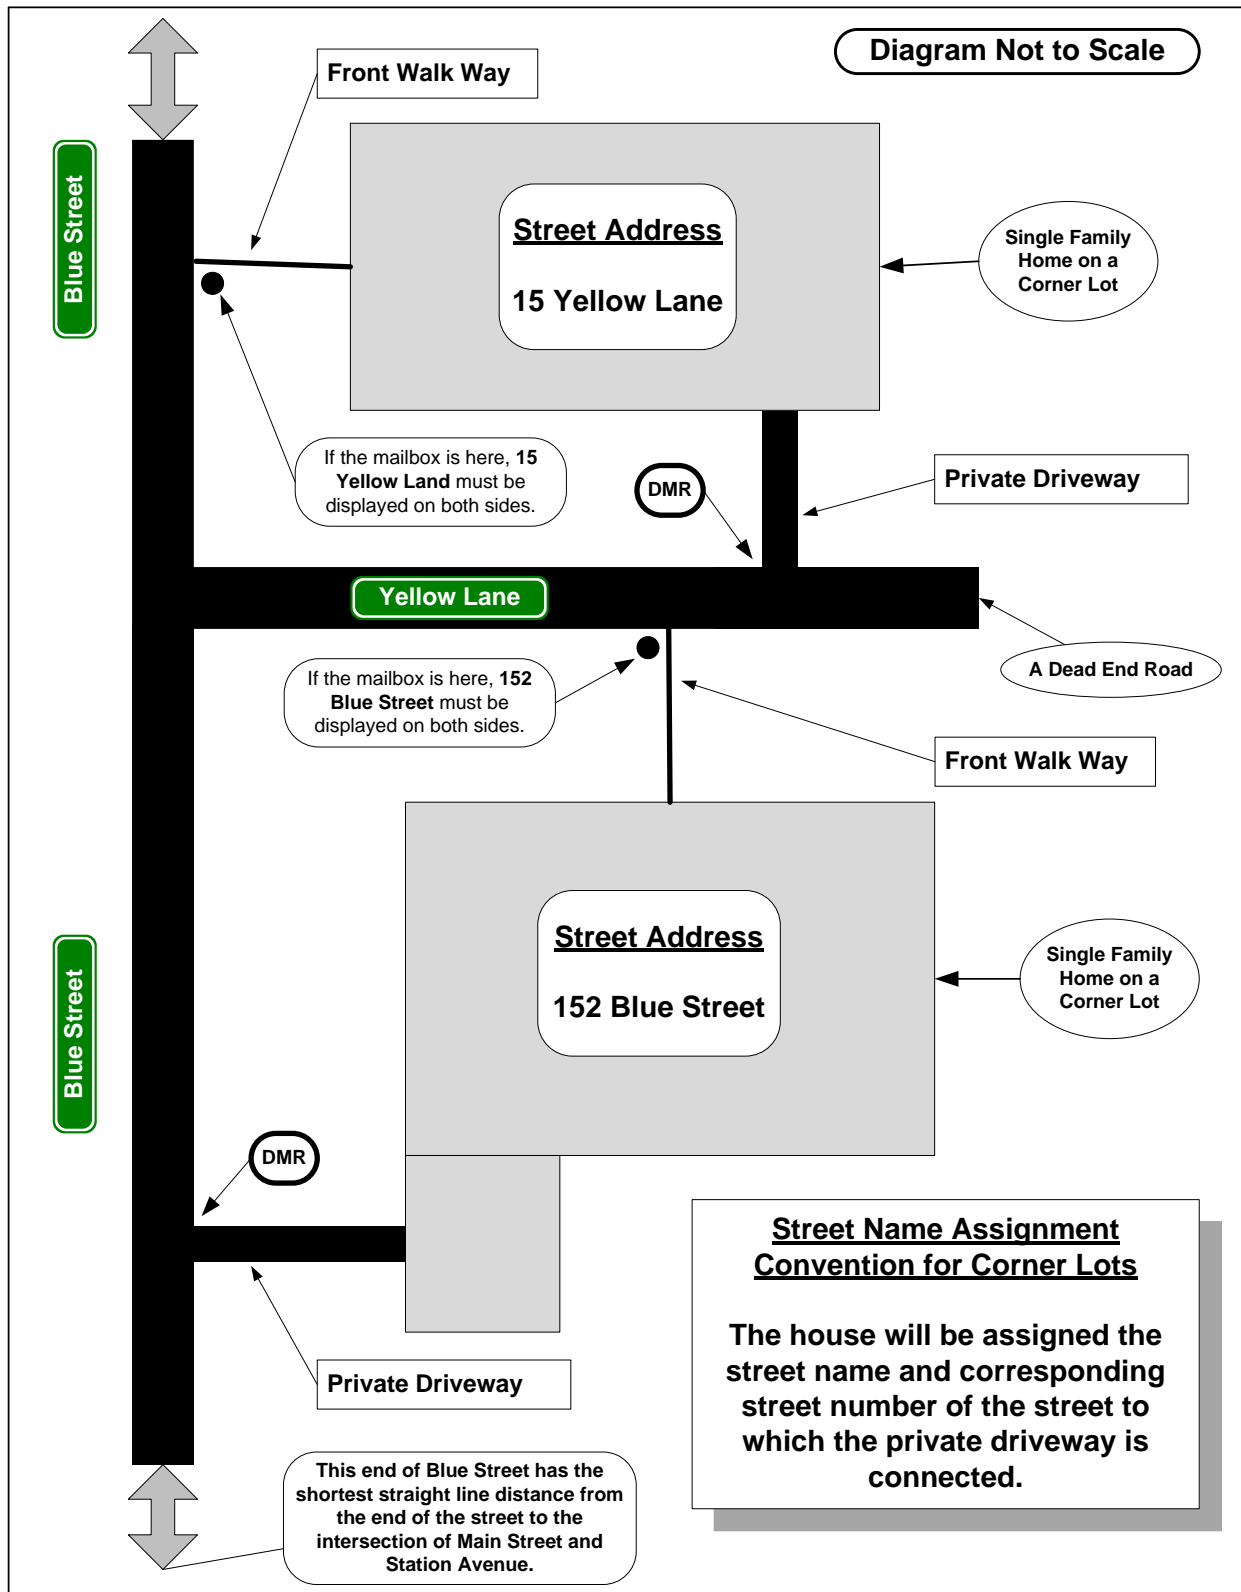 Diagram Not to Scale
Front Walk Way
Blue Street
Street Address
15 Yellow Lane
Single Family
Home on a
Corner Lot
If the mailbox is here, 15
Yellow Land must be
displayed on both sides.
DMR
Private Driveway
Yellow Lane
A Dead End Road
If the mailbox is here, 152
Blue Street must be
displayed on both sides.
Front Walk Way
Street Address
152 Blue Street
Single Family
Home on a
Corner Lot
Blue Street
DMR
Private Driveway
Street Name Assignment
Convention for Corner Lots
The house will be assigned the
street name and corresponding
street number of the street to
which the private driveway is
connected.
This end of Blue Street has the
shortest straight line distance from
the end of the street to the
intersection of Main Street and
Station Avenue.